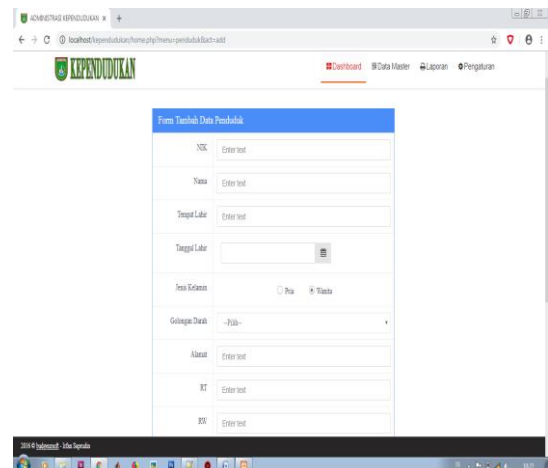 ADMINISTRASI KEPENDUDUKAN
localhost/kependudukan/home.php?menu=penduduk&act=add
KEPENDUDUKAN
Dashboard Data Master Laporan Pengaturan
Form Tambah Data Penduduk
NIK Enter text
Nama Enter text
Tempat Lahir Enter text
Tanggal Lahir
Jenis Kelamin Pria Wanita
Golongan Darah --Pilih--
Alamat Enter text
RT Enter text
RW Enter text
2016 ©